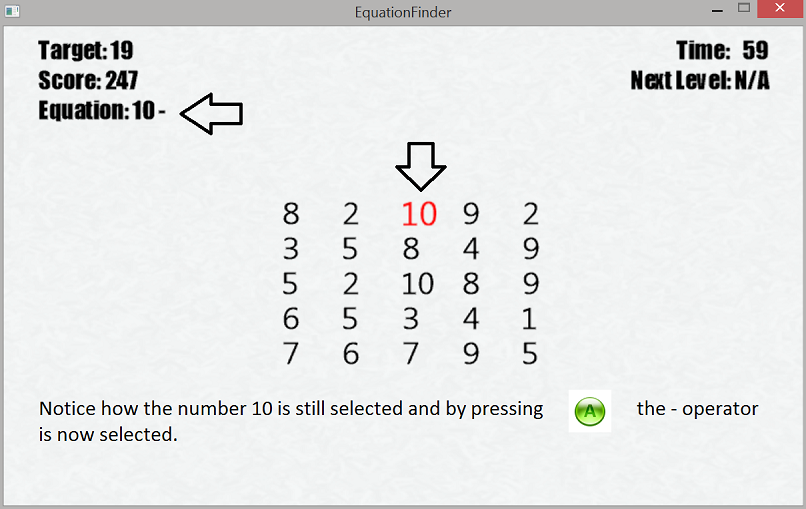 EquationFinder
Target: 19
Time: 59
Score: 247
Next Level: N/A
Equation: 10 -
8 2 10 9 2
3 5 8 4 9
5 2 10 8 9
6 5 3 4 1
7 6 7 9 5
Notice how the number 10 is still selected and by pressing A the - operator
is now selected.